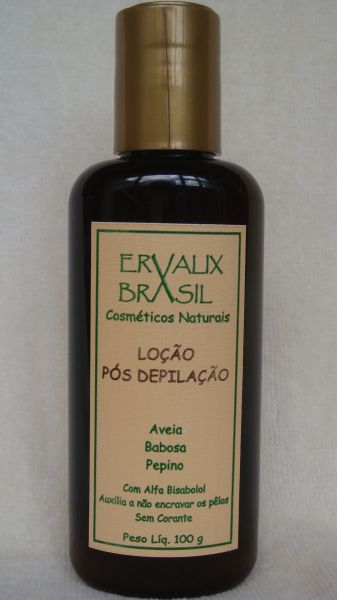 ERVALIX
BRASIL
Cosméticos Naturais
LOÇÃO
PÓS DEPILAÇÃO
Aveia
Babosa
Pepino
Com Alfa Bisabolol
Auxília a não encravar os pêlos
Sem Corante
Peso Líq. 100 g